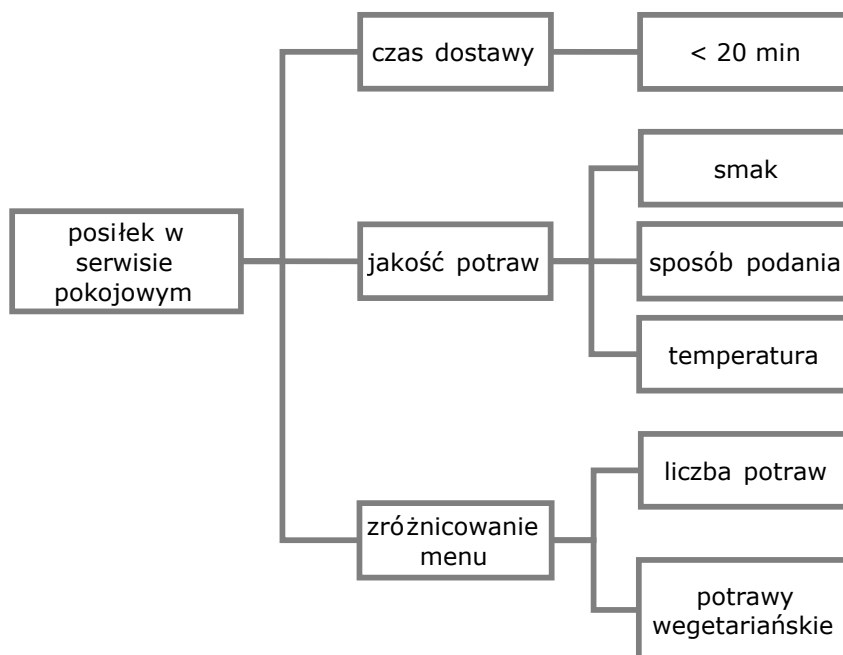 czas dostawy
< 20 min
smak
posiłek w
serwisie
pokojowym
jakość potraw
sposób podania
temperatura
liczba potraw
zróżnicowanie
menu
potrawy
wegetariańskie